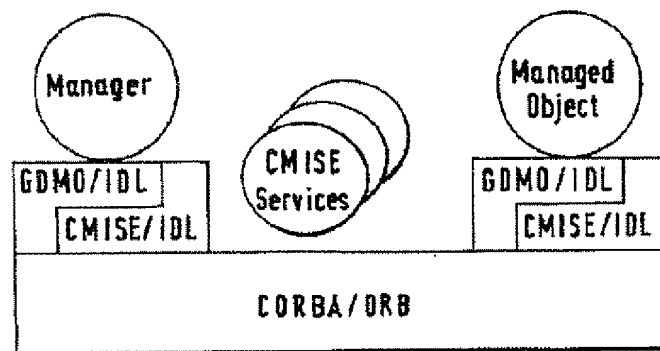 Manager
Managed
Object
CMISE
Services
GDMO/IDL
CMISE/IDL
GDMO/IDL
CMISE/IDL
CORBA/ORB